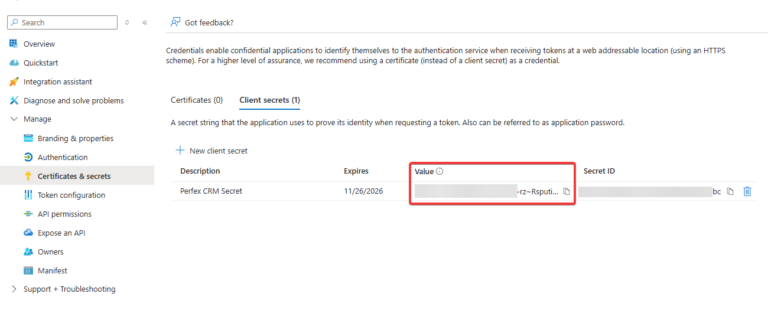 Search
Got feedback?
Overview
Quickstart
Integration assistant
Diagnose and solve problems
Manage
Branding & properties
Authentication
Certificates & secrets
Token configuration
API permissions
Expose an API
Owners
Manifest
Support + Troubleshooting
Credentials enable confidential applications to identify themselves to the authentication service when receiving tokens at a web addressable location (using an HTTPS
scheme). For a higher level of assurance, we recommend using a certificate (instead of a client secret) as a credential.
Certificates (0) Client secrets (1)
A secret string that the application uses to prove its identity when requesting a token. Also can be referred to as application password.
New client secret
Description Expires Value Secret ID
Perfex CRM Secret 11/26/2026 -rz~Rsputi... bc